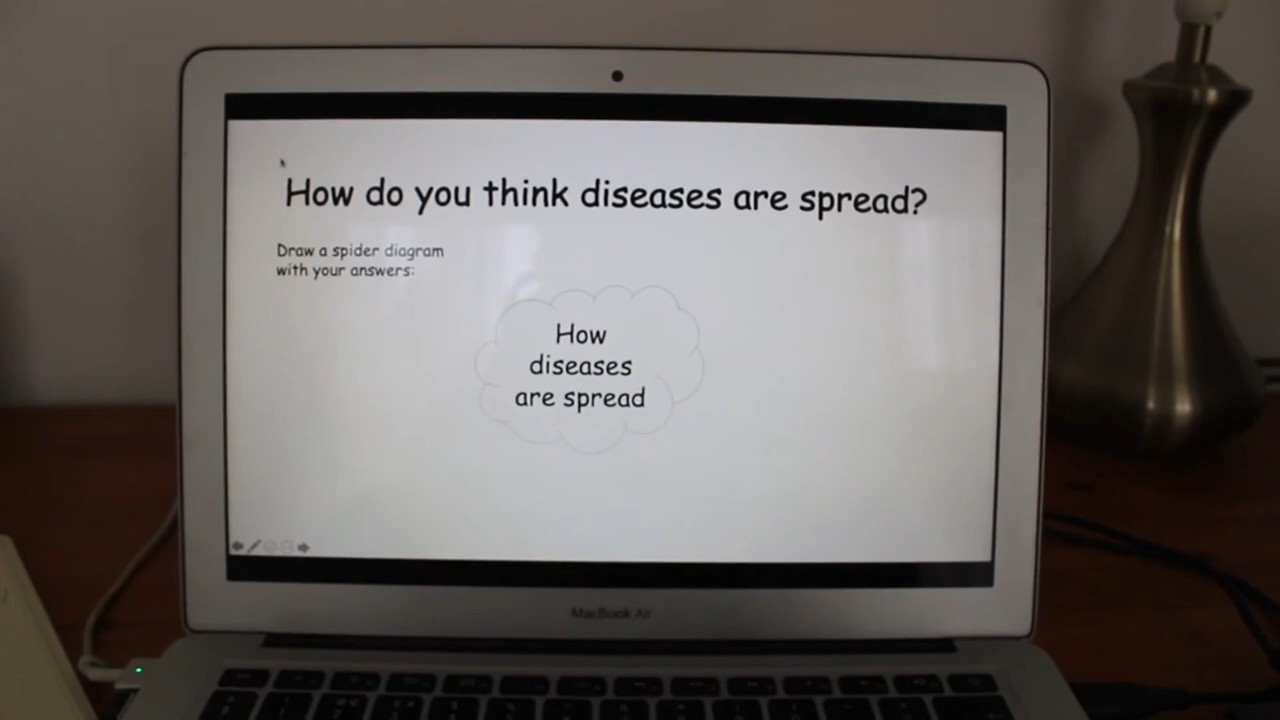 How do you think diseases are spread?
Draw a spider diagram
with your answers:
How
diseases
are spread
MacBook Air